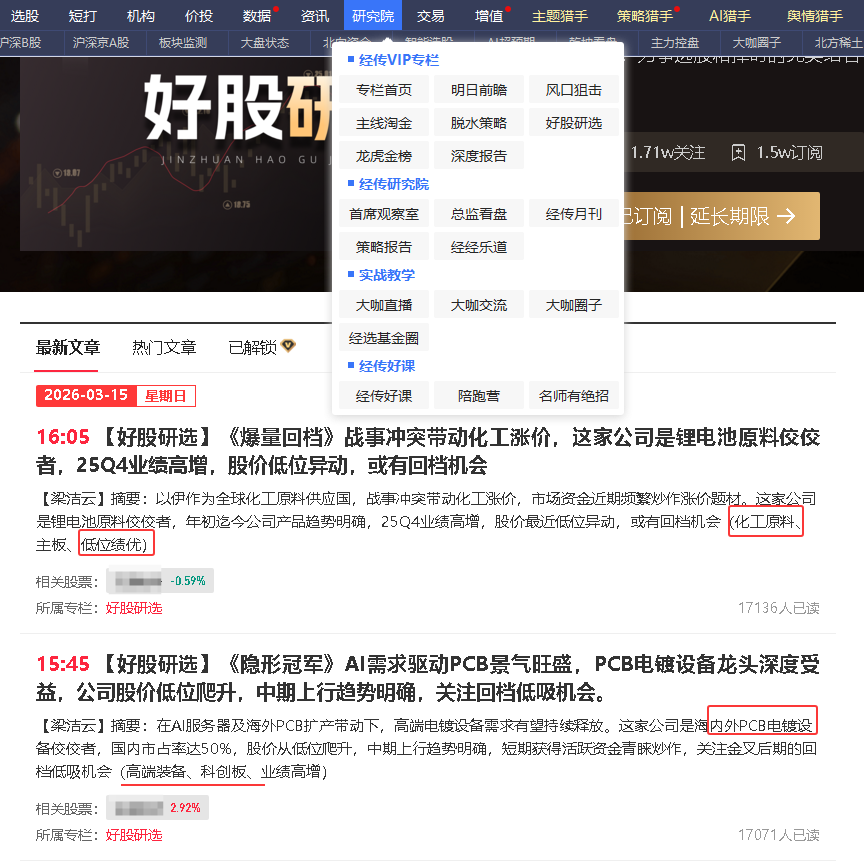 选股 短打 机构 价投 数据 资讯 研究院 交易 增值 主题猎手 策略猎手 AI猎手 舆情猎手
沪深B股 沪深京A股 板块监测 大盘状态 主力控盘 大咖圈子 北方稀土
经传VIP专栏
专栏首页 明日前瞻 风口狙击
主线淘金 脱水策略 好股研选
龙虎金榜 深度报告
经传研究院
首席观察室 总监看盘 经传月刊
策略报告 经经乐道
实战教学
大咖直播 大咖交流 大咖圈子
经选基金圈
经传好课
经传好课 陪跑营 名师有绝招
好股研
JINZHUAN HAO GU J
18.87
18.75
1.71w关注 1.5w订阅
已订阅 | 延长期限 →
最新文章 热门文章 已解锁
2026-03-15 星期日
16:05 【好股研选】《爆量回档》战事冲突带动化工涨价，这家公司是锂电池原料佼佼
者，25Q4业绩高增，股价低位异动，或有回档机会
【梁洁云】摘要：以伊作为全球化工原料供应国，战事冲突带动化工涨价，市场资金近期频繁炒作涨价题材。这家公司
是锂电池原料佼佼者，年初迄今公司产品趋势明确，25Q4业绩高增，股价最近低位异动，或有回档机会 (化工原料、
主板、低位绩优)
相关股票： -0.59%
所属专栏：好股研选 17136人已读
15:45 【好股研选】《隐形冠军》AI需求驱动PCB景气旺盛，PCB电镀设备龙头深度受
益，公司股价低位爬升，中期上行趋势明确，关注回档低吸机会。
【梁洁云】摘要：在AI服务器及海外PCB扩产带动下，高端电镀设备需求有望持续释放。这家公司是海内外PCB电镀设
备佼佼者，国内市占率达50%，股价从低位爬升，中期上行趋势明确，短期获得活跃资金青睐炒作，关注金叉后期的回
档低吸机会 (高端装备、科创板、业绩高增)
相关股票： 2.92%
所属专栏：好股研选 17071人已读